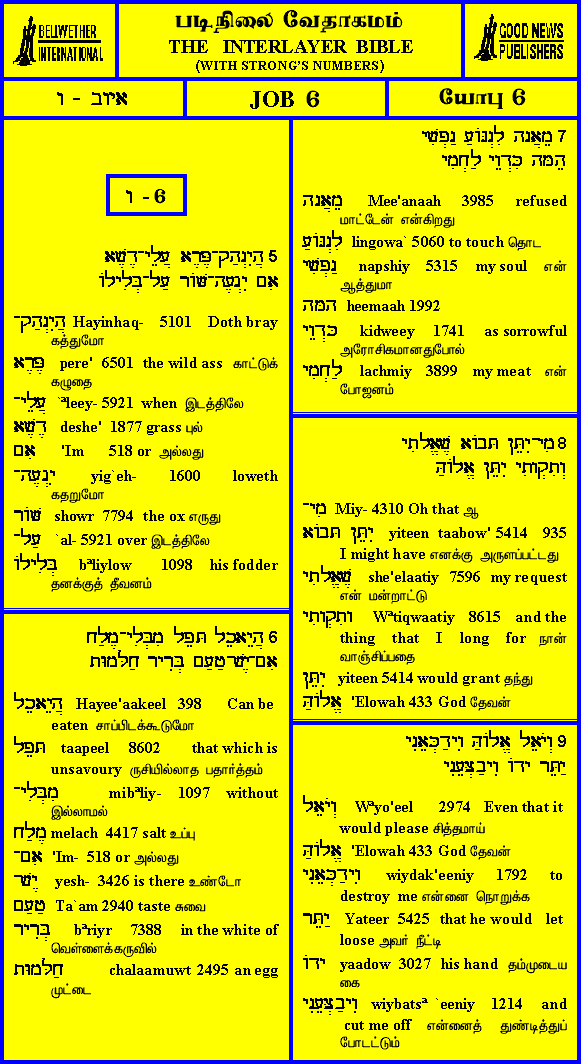 BELLWETHER
INTERNATIONAL
படிநிலை வேதாகமம்
THE INTERLAYER BIBLE
(WITH STRONG'S NUMBERS)
GOOD NEWS
PUBLISHERS
איוב - ו
JOB 6
யோபு 6
ו - 6
5 הֲיִֽנְהַק־פֶּרֶא עֲלֵי־דֶשֶׁא
אִם יִגְעֶה־שּׁוֹר עַל־בְּלִילוֹ
הֲיִנְהַק־ Hayinhaq- 5101 Doth bray
கத்துமோ
פֶּרֶא pere' 6501 the wild ass காட்டுக்
கழுதை
עֲלֵי־ `ªleey- 5921 when இடத்திலே
דֶשֶׁא deshe' 1877 grass புல்
אִם 'Im 518 or அல்லது
יִגְעֶה־ yig`eh- 1600 loweth
கதறுமோ
שּׁוֹר showr 7794 the ox எருது
עַל־ `al- 5921 over இடத்திலே
בְּלִילוֹ bªliylow 1098 his fodder
தனக்குத் தீவனம்
6 הֲיֵאָכֵל תָּפֵל מִבְּלִי־מֶלַח
אִם־יֶשׁ־טַעַם בְּרִיר חַלָּמוּת
הֲיֵאָכֵל Hayee'aakeel 398 Can be
eaten சாப்பிடக்கூடுமோ
תָּפֵל taapeel 8602 that which is
unsavoury ருசியில்லாத பதார்த்தம்
מִבְּלִי־ mibªliy- 1097 without
இல்லாமல்
מֶלַח melach 4417 salt உப்பு
אִם־ 'Im- 518 or அல்லது
יֶשׁ yesh- 3426 is there உண்டோ
טַעַם Ta`am 2940 taste சுவை
בְּרִיר bªriyr 7388 in the white of
வெள்ளைக்கருவில்
חַלָּמוּת chalaamuwt 2495 an egg
முட்டை
7 מֵאֲנָה לִנְגּוֹעַ נַפְשִׁי
הֵמָּה כִּדְוֵי לַחְמִי
מֵאֲנָה Mee'anaah 3985 refused
மாட்டேன் என்கிறது
לִנְגּוֹעַ lingowa` 5060 to touch தொட
נַפְשִׁי napshiy 5315 my soul என்
ஆத்துமா
הֵמָּה heemaah 1992
כִּדְוֵי kidweey 1741 as sorrowful
அரோசிகமானதுபோல்
לַחְמִי lachmiy 3899 my meat என்
போஜனம்
8 מִי־יִתֵּן תָּבוֹא שֶׁאֱלָתִי
וְתִקְוָתִי יִתֵּן אֱלוֹהַּ
מִי־ Miy- 4310 Oh that ஆ
יִתֵּן תָּבוֹא yiteen taabow' 5414 935
I might have எனக்கு அருளப்பட்டது
שֶׁאֱלָתִי she'elaatiy 7596 my request
என் மன்றாட்டு
וְתִקְוָתִי Wªtiqwaatiy 8615 and the
thing that I long for நான்
வாஞ்சிப்பதை
יִתֵּן yiteen 5414 would grant தந்து
אֱלוֹהַּ 'Elowah 433 God தேவன்
9 וְיֹאֵל אֱלוֹהַּ וִידַכְּאֵנִי
יַתֵּר יָדוֹ וִיבַצְּעֵנִי
וְיֹאֵל Wªyo'eel 2974 Even that it
would please சித்தமாய்
אֱלוֹהַּ 'Elowah 433 God தேவன்
וִידַכְּאֵנִי wiydak'eeniy 1792 to
destroy me என்னை நொறுக்க
יַתֵּר Yateer 5425 that he would let
loose அவர் நீட்டி
יָדוֹ yaadow 3027 his hand தம்முடைய
கை
וִיבַצְּעֵנִי wiybatsª `eeniy 1214 and
cut me off என்னைத் துண்டித்துப்
போடட்டும்